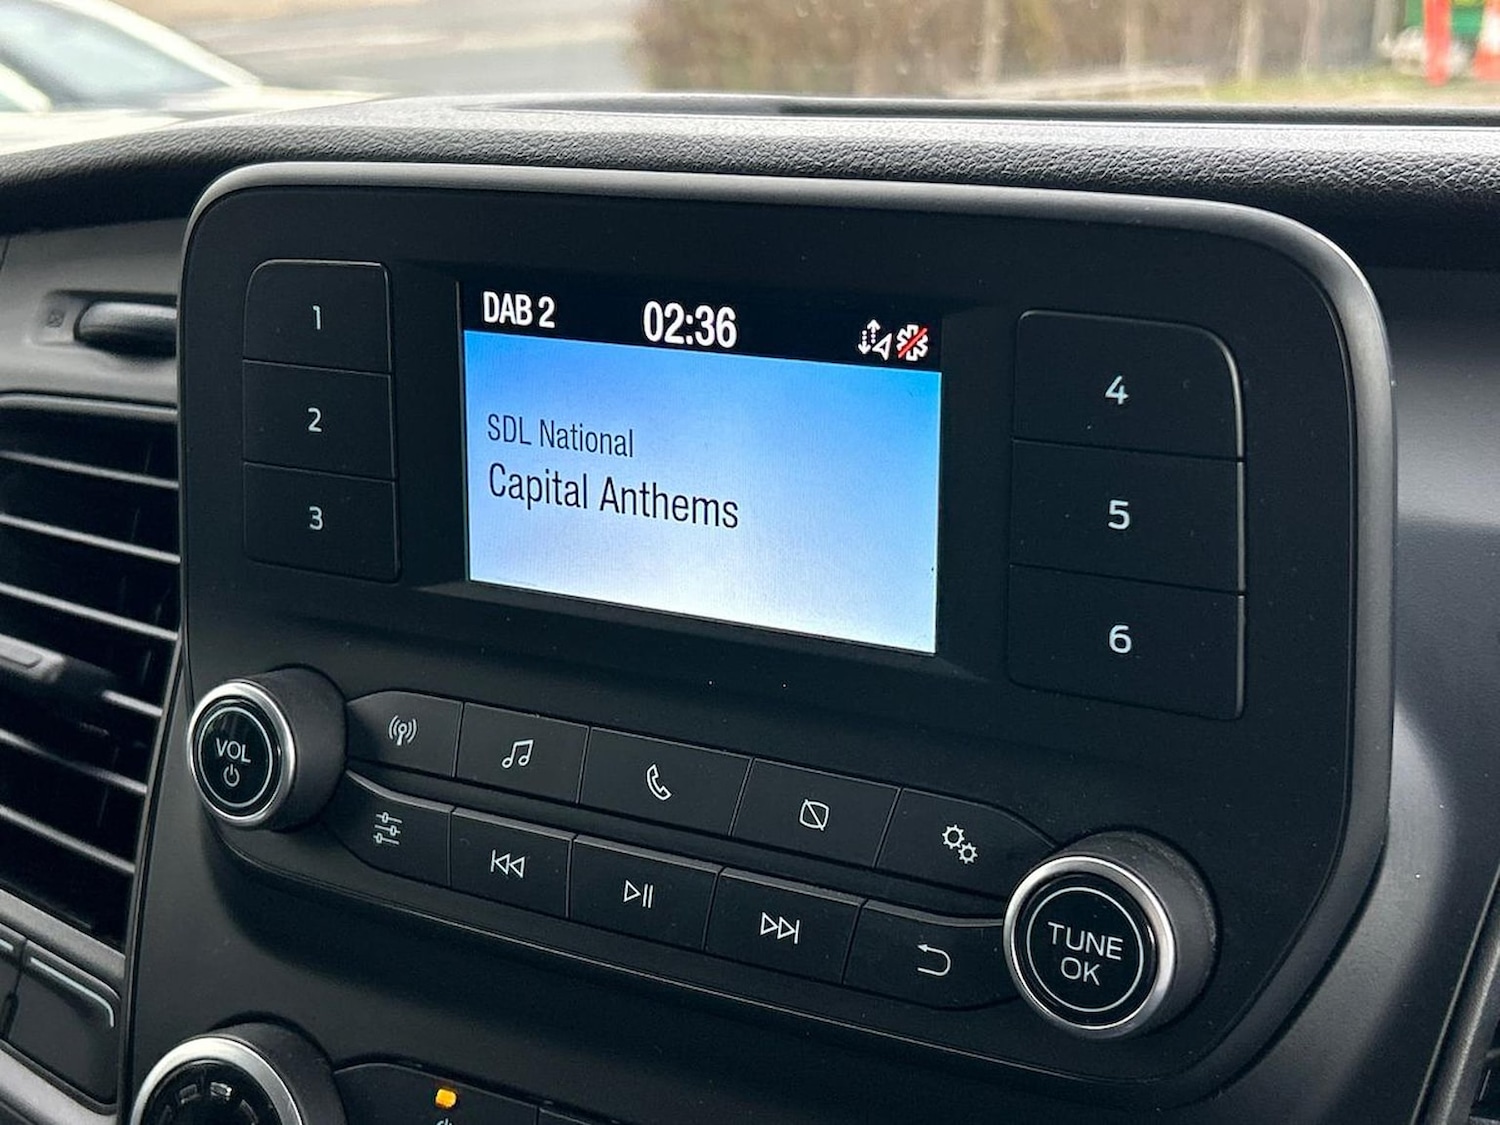 DAB 2 02:36
SDL National
Capital Anthems
1
2
3
4
5
6
VOL
TUNE
OK